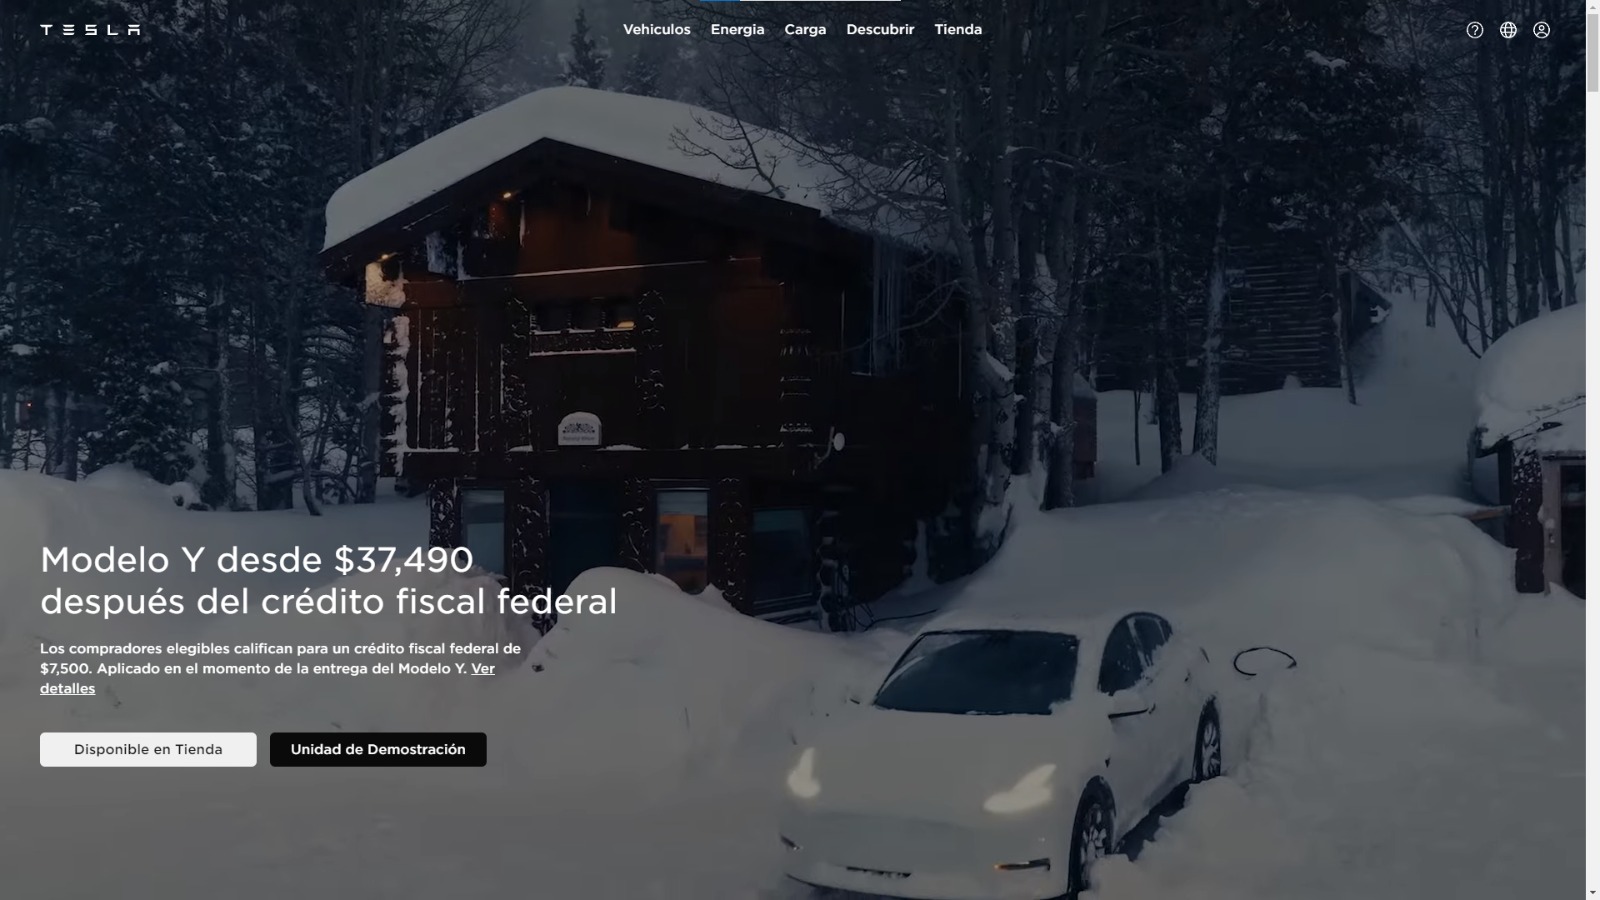 TESLA
Vehiculos Energia Carga Descubrir Tienda
Modelo Y desde $37,490
después del crédito fiscal federal
Los compradores elegibles califican para un crédito fiscal federal de
$7,500. Aplicado en el momento de la entrega del Modelo Y. Ver
detalles
Disponible en Tienda Unidad de Demostración